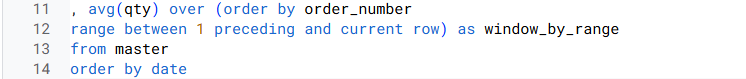 11 , avg(qty) over (order by order_number
12 range between 1 preceding and current row) as window_by_range
13 from master
14 order by date